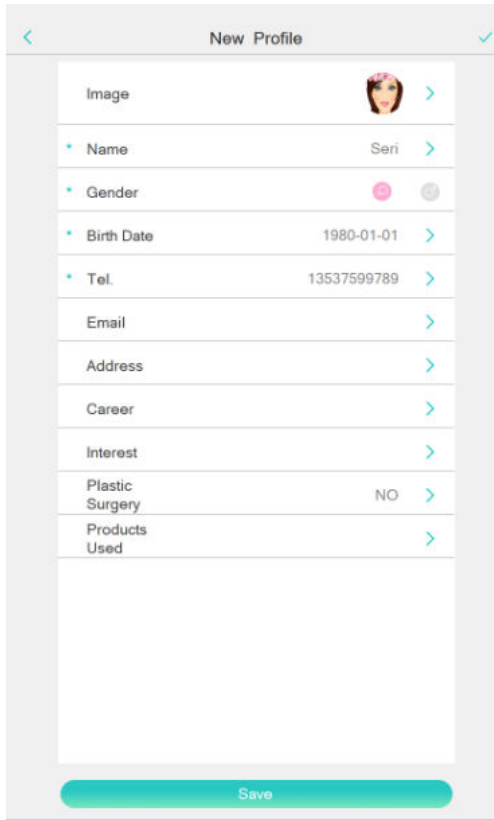 New Profile
Image
* Name Seri
* Gender
* Birth Date 1980-01-01
* Tel. 13537599789
Email
Address
Career
Interest
Plastic
Surgery NO
Products
Used
Save